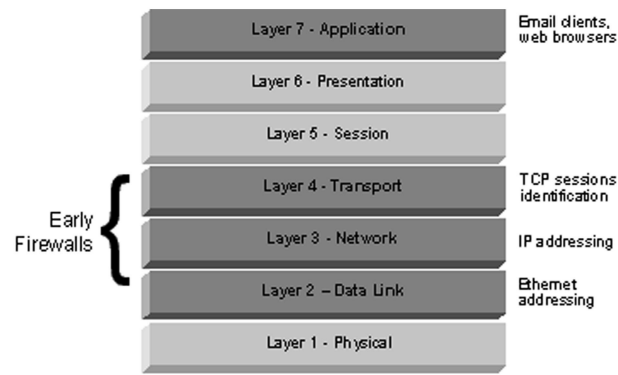 Layer 7 - Application
Email clients,
web browsers
Layer 6 - Presentation
Layer 5 - Session
Layer 4 - Transport
TCP sessions
identification
Early
Firewalls
Layer 3 - Network
IP addressing
Layer 2 – Data Link
Ethernet
addressing
Layer 1 - Physical